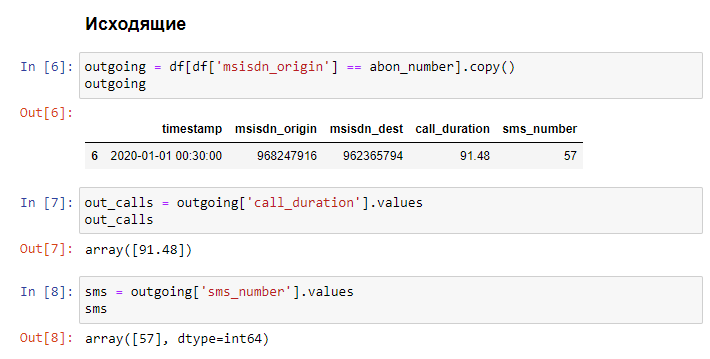 Исходящие
In [6]: outgoing = df[df['msisdn_origin'] == abon_number].copy()
outgoing
Out[6]:
timestamp msisdn_origin msisdn_dest call_duration sms_number
6 2020-01-01 00:30:00 968247916 962365794 91.48 57
In [7]: out_calls = outgoing['call_duration'].values
out_calls
Out[7]: array([91.48])
In [8]: sms = outgoing['sms_number'].values
sms
Out[8]: array([57], dtype=int64)